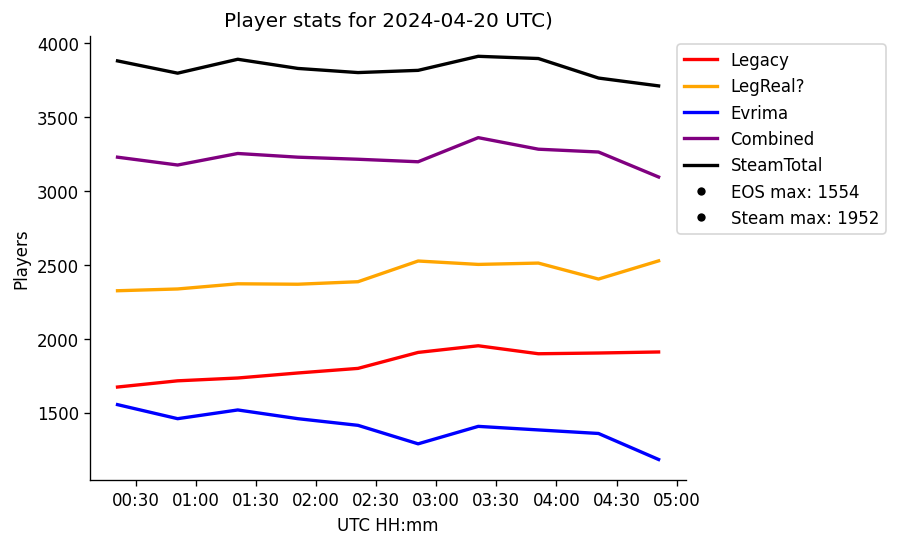 Player stats for 2024-04-20 UTC)
4000
3500
3000
2500
2000
1500
Players
00:30 01:00 01:30 02:00 02:30 03:00 03:30 04:00 04:30 05:00
UTC HH:mm
Legacy
LegReal?
Evrima
Combined
SteamTotal
EOS max: 1554
Steam max: 1952